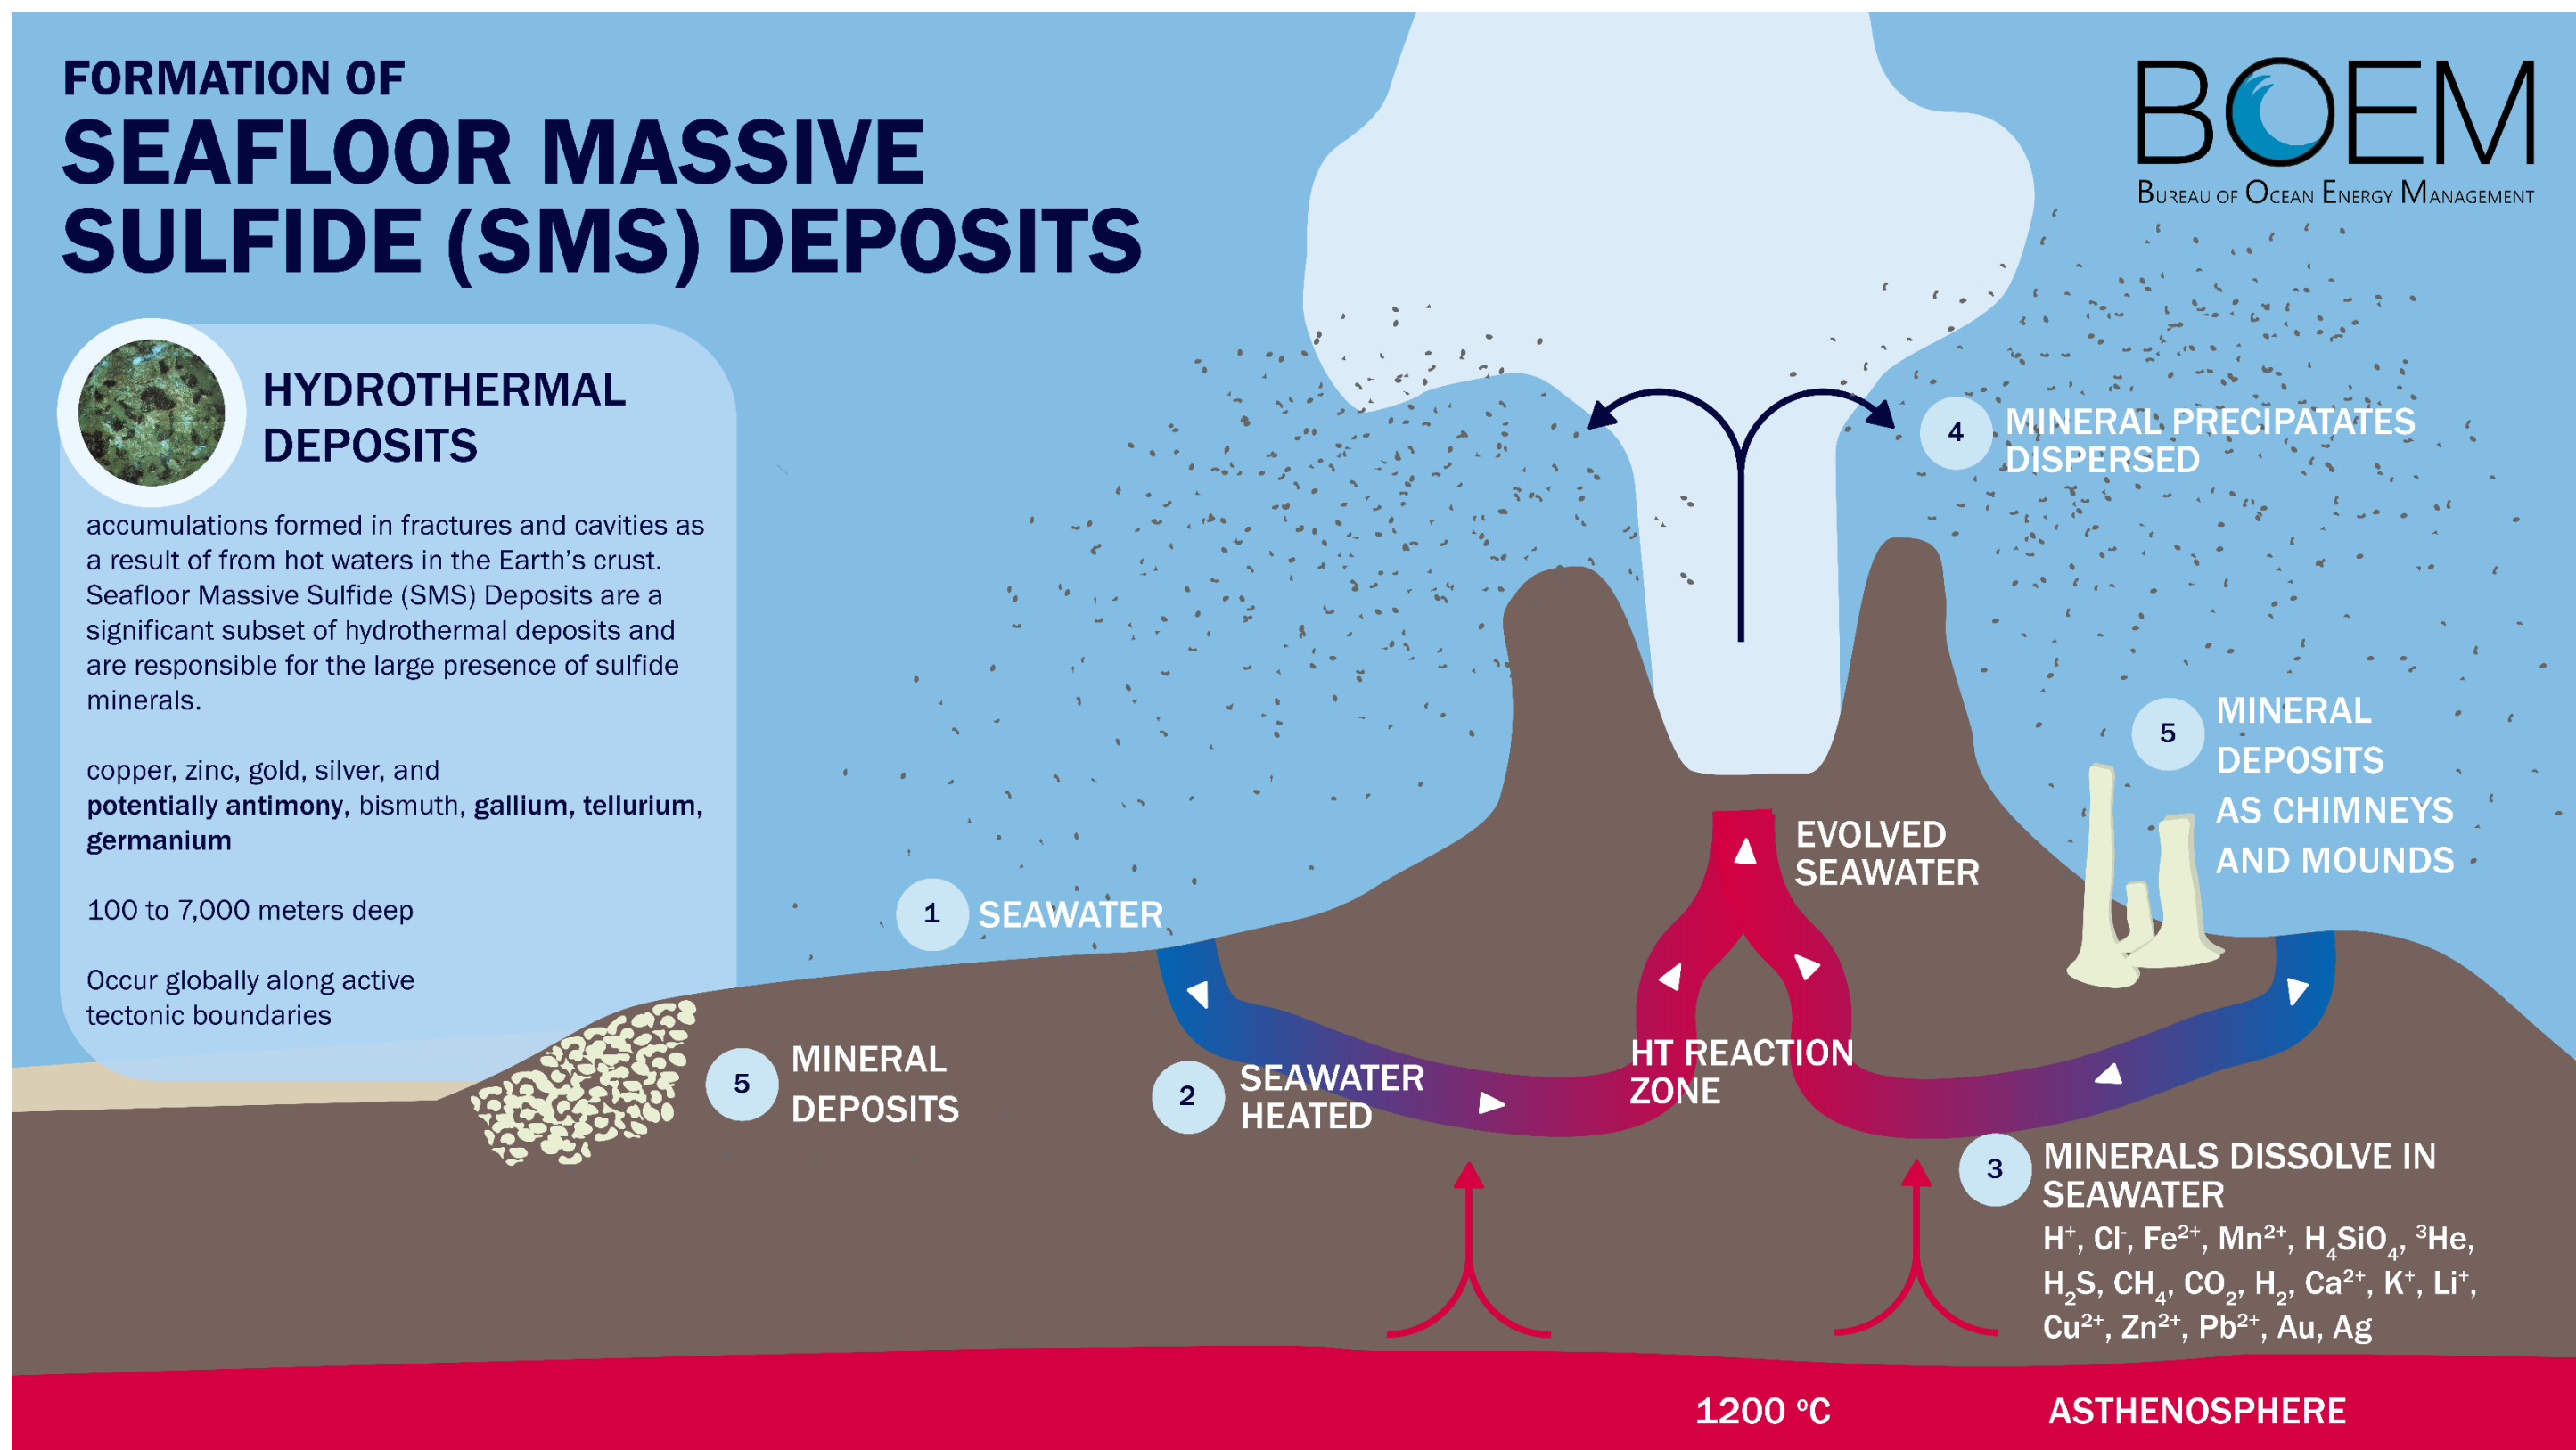 FORMATION OF
SEAFLOOR MASSIVE
SULFIDE (SMS) DEPOSITS
BOEM
BUREAU OF OCEAN ENERGY MANAGEMENT
HYDROTHERMAL
DEPOSITS
accumulations formed in fractures and cavities as
a result of from hot waters in the Earth's crust.
Seafloor Massive Sulfide (SMS) Deposits are a
significant subset of hydrothermal deposits and
are responsible for the large presence of sulfide
minerals.
copper, zinc, gold, silver, and
potentially antimony, bismuth, gallium, tellurium,
germanium
100 to 7,000 meters deep
Occur globally along active
tectonic boundaries
4 MINERAL PRECIPATATES
DISPERSED
5 MINERAL
DEPOSITS
AS CHIMNEYS
AND MOUNDS
EVOLVED
SEAWATER
1 SEAWATER
5 MINERAL
DEPOSITS
2 SEAWATER
HEATED
HT REACTION
ZONE
3 MINERALS DISSOLVE IN
SEAWATER
H⁺, Cl⁻, Fe²⁺, Mn²⁺, H₄SiO₄, ³He,
H₂S, CH₄, CO₂, H₂, Ca²⁺, K⁺, Li⁺,
Cu²⁺, Zn²⁺, Pb²⁺, Au, Ag
1200 ºC
ASTHENOSPHERE